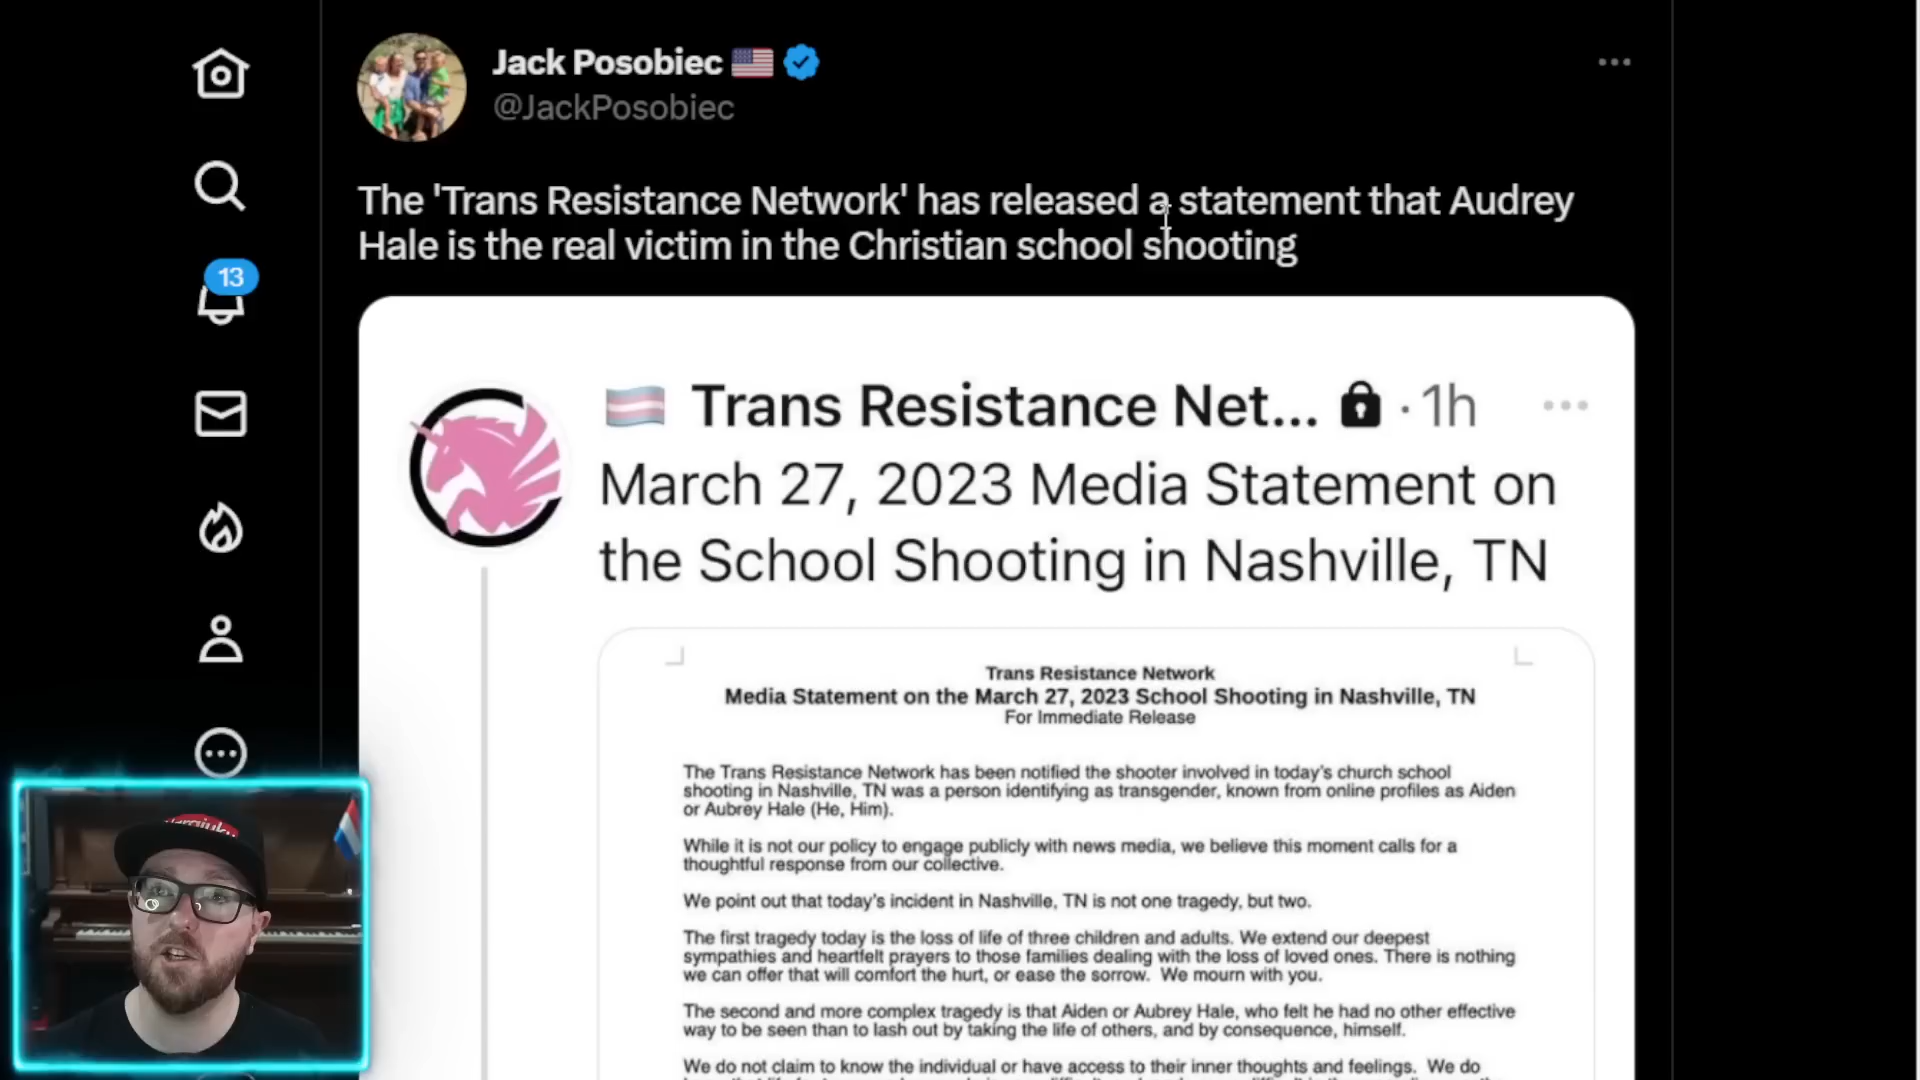 Jack Posobiec
@JackPosobiec
The 'Trans Resistance Network' has released a statement that Audrey
Hale is the real victim in the Christian school shooting
13
Trans Resistance Net... · 1h
March 27, 2023 Media Statement on
the School Shooting in Nashville, TN
Trans Resistance Network
Media Statement on the March 27, 2023 School Shooting in Nashville, TN
For Immediate Release
The Trans Resistance Network has been notified the shooter involved in today's church school
shooting in Nashville, TN was a person identifying as transgender, known from online profiles as Aiden
or Aubrey Hale (He, Him).
While it is not our policy to engage publicly with news media, we believe this moment calls for a
thoughtful response from our collective.
We point out that today's incident in Nashville, TN is not one tragedy, but two.
The first tragedy today is the loss of life of three children and adults. We extend our deepest
sympathies and heartfelt prayers to those families dealing with the loss of loved ones. There is nothing
we can offer that will comfort the hurt, or ease the sorrow. We mourn with you.
The second and more complex tragedy is that Aiden or Aubrey Hale, who felt he had no other effective
way to be seen than to lash out by taking the life of others, and by consequence, himself.
We do not claim to know the individual or have access to their inner thoughts and feelings. We do